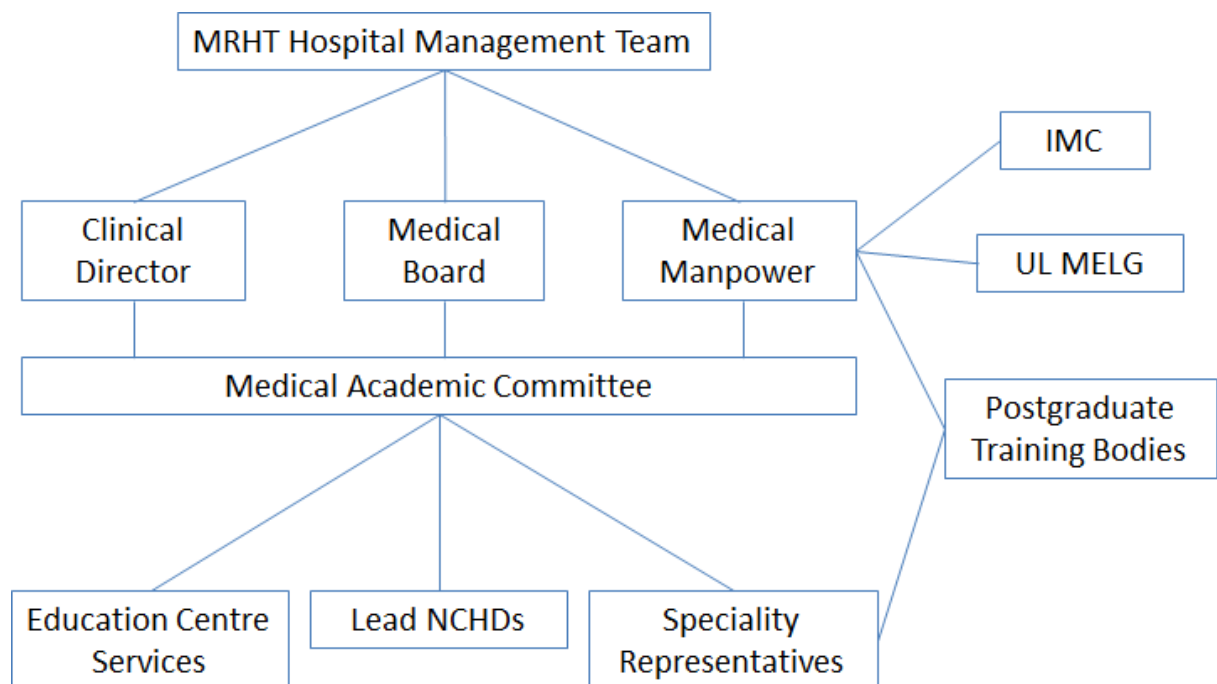 MRHT Hospital Management Team
IMC
Clinical
Director
Medical
Board
Medical
Manpower
UL MELG
Medical Academic Committee
Postgraduate
Training Bodies
Education Centre
Services
Lead NCHDs
Speciality
Representatives